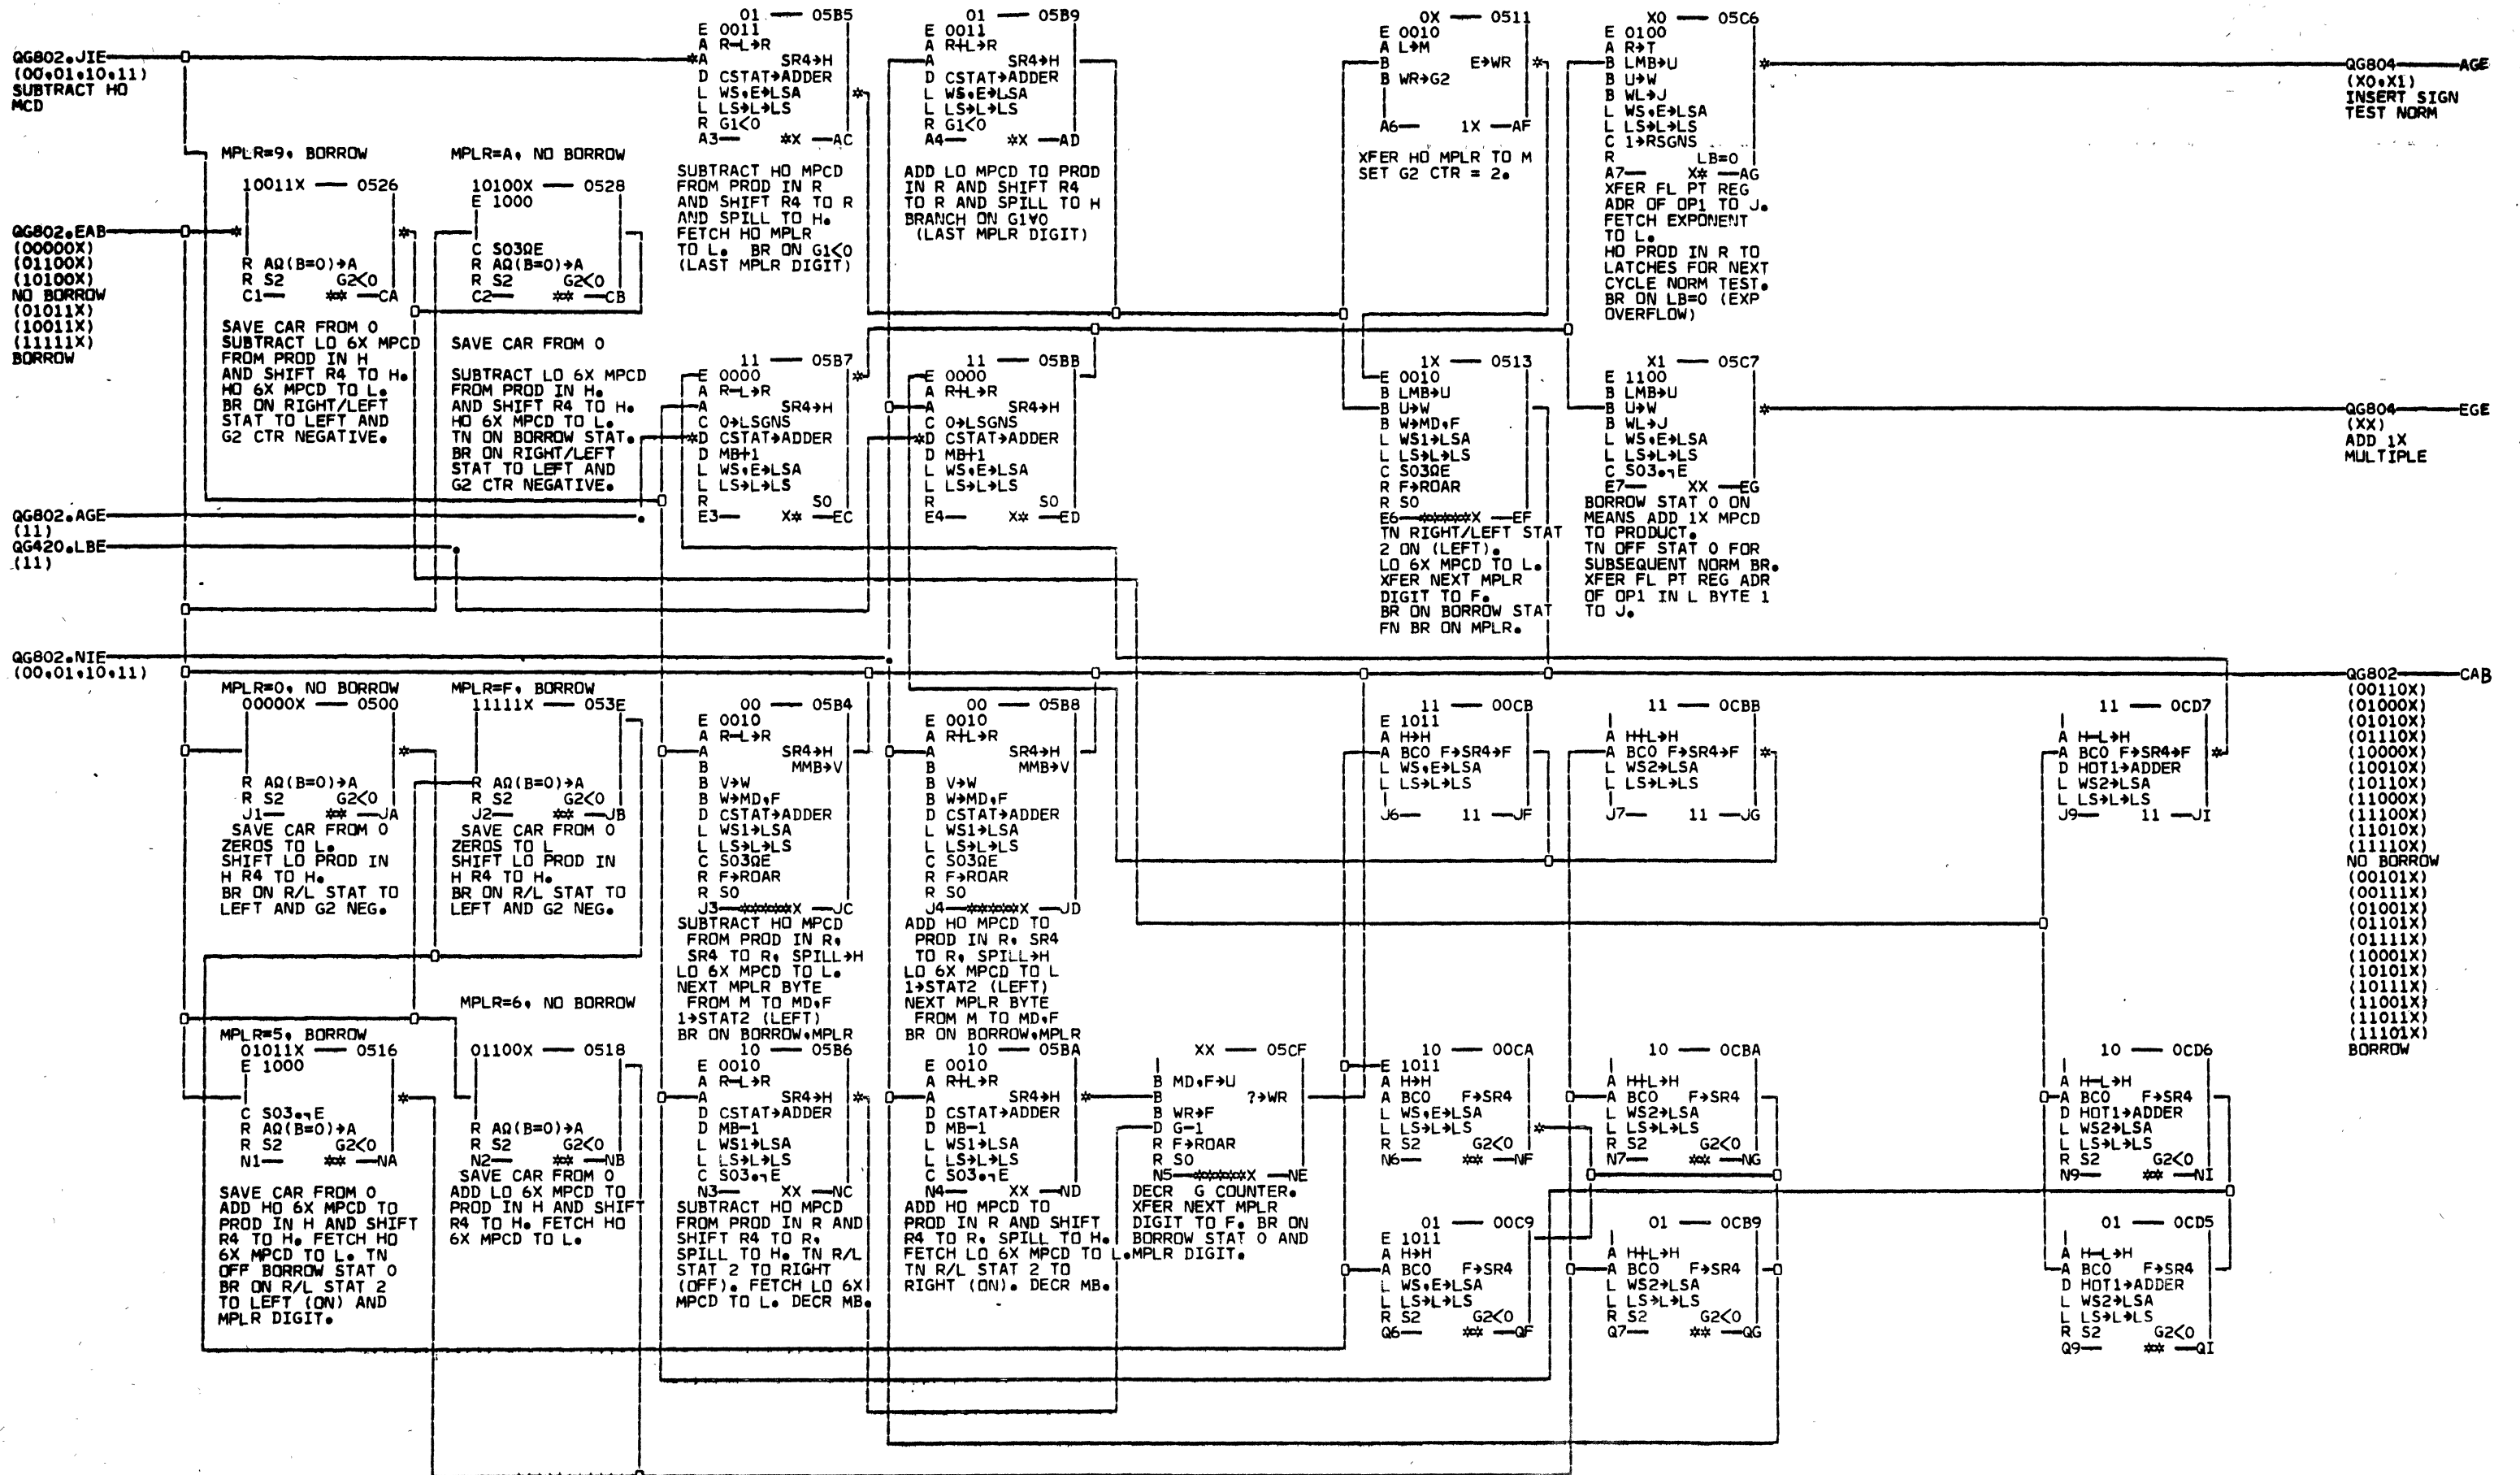 QG802.JIE
(00,01,10,11)
SUBTRACT HO
MCD
01 — 05B5
E 0011
A R-L→R
*A SR4→H
D CSTAT→ADDER
L WS,E→LSA *
L LS→L→LS
R G1<0
A3— *X —AC
SUBTRACT HO MPCD
FROM PROD IN R
AND SHIFT R4 TO R
AND SPILL TO H.
FETCH HO MPLR
TO L. BR ON G1<0
(LAST MPLR DIGIT)
01 — 05B9
E 0011
A R+L→R
A SR4→H
D CSTAT→ADDER
L WS,E→LSA
L LS→L→LS
R G1<0
A4— *X —AD
ADD LO MPCD TO PROD
IN R AND SHIFT R4
TO R AND SPILL TO H
BRANCH ON G1∨0
(LAST MPLR DIGIT)
0X — 0511
E 0010
A L→M
B E→WR *
B WR→G2
A6— 1X —AF
XFER HO MPLR TO M
SET G2 CTR = 2.
X0 — 05C6
E 0100
A R→T
B LMB→U *
B U→W
B WL→J
L WS,E→LSA
L LS→L→LS
C 1→RSGNS
R LB=0
A7— X* —AG
XFER FL PT REG
ADR OF OP1 TO J.
FETCH EXPONENT
TO L.
HO PROD IN R TO
LATCHES FOR NEXT
CYCLE NORM TEST.
BR ON LB=0 (EXP
OVERFLOW)
QG804 —AGE
(X0,X1)
INSERT SIGN
TEST NORM
QG802.EAB
(00000X)
(01100X)
(10100X)
NO BORROW
(01011X)
(10011X)
(11111X)
BORROW
MPLR=9, BORROW
10011X — 0526
* *
R AΩ(B=0)→A
R S2 G2<0
C1— ** —CA
SAVE CAR FROM 0
SUBTRACT LO 6X MPCD
FROM PROD IN H
AND SHIFT R4 TO H.
HO 6X MPCD TO L.
BR ON RIGHT/LEFT
STAT TO LEFT AND
G2 CTR NEGATIVE.
MPLR=A, NO BORROW
10100X — 0528
E 1000
C S03ΩE
R AΩ(B=0)→A
R S2 G2<0
C2— ** —CB
SAVE CAR FROM 0
SUBTRACT LO 6X MPCD
FROM PROD IN H.
AND SHIFT R4 TO H.
HO 6X MPCD TO L.
TN ON BORROW STAT.
BR ON RIGHT/LEFT
STAT TO LEFT AND
G2 CTR NEGATIVE.
11 — 05B7
E 0000 *
A R-L→R
A SR4→H
C 0→LSGNS
*D CSTAT→ADDER
D MB+1
L WS,E→LSA
L LS→L→LS
R S0
E3— X* —EC
11 — 05BB
E 0000
A R+L→R
A SR4→H
C 0→LSGNS
*D CSTAT→ADDER
D MB+1
L WS,E→LSA
L LS→L→LS
R S0
E4— X* —ED
1X — 0513
E 0010
B LMB→U
B U→W
B W→MD,F
L WS1→LSA
L LS→L→LS
C S03ΩE
R F→ROAR
R S0
E6—*****X —EF
TN RIGHT/LEFT STAT
2 ON (LEFT).
LO 6X MPCD TO L.
XFER NEXT MPLR
DIGIT TO F.
BR ON BORROW STAT
FN BR ON MPLR.
X1 — 05C7
E 1100
B LMB→U
B U→W *
B WL→J
L WS,E→LSA
L LS→L→LS
C S03.¬E
E7— XX —EG
BORROW STAT 0 ON
MEANS ADD 1X MPCD
TO PRODUCT.
TN OFF STAT 0 FOR
SUBSEQUENT NORM BR.
XFER FL PT REG ADR
OF OP1 IN L BYTE 1
TO J.
QG804 —EGE
(XX)
ADD 1X
MULTIPLE
QG802.AGE
(11)
QG420.LBE
(11)
QG802.NIE
(00,01,10,11)
MPLR=0, NO BORROW
00000X — 0500
*
R AΩ(B=0)→A
R S2 G2<0
J1— ** —JA
SAVE CAR FROM 0
ZEROS TO L.
SHIFT LO PROD IN
H R4 TO H.
BR ON R/L STAT TO
LEFT AND G2 NEG.
MPLR=F, BORROW
11111X — 053E
R AΩ(B=0)→A
R S2 G2<0
J2— ** —JB
SAVE CAR FROM 0
ZEROS TO L
SHIFT LO PROD IN
H R4 TO H.
BR ON R/L STAT TO
LEFT AND G2 NEG.
00 — 05B4
E 0010
A R-L→R
A SR4→H
B MMB→V
B V→W
B W→MD,F
D CSTAT→ADDER
L WS1→LSA
L LS→L→LS
C S03ΩE
R F→ROAR
R S0
J3—*****X —JC
SUBTRACT HO MPCD
FROM PROD IN R,
SR4 TO R, SPILL→H
LO 6X MPCD TO L.
NEXT MPLR BYTE
FROM M TO MD,F
1→STAT2 (LEFT)
BR ON BORROW,MPLR
00 — 05B8
E 0010
A R+L→R
A SR4→H
B MMB→V
B V→W
B W→MD,F
D CSTAT→ADDER
L WS1→LSA
L LS→L→LS
C S03ΩE
R F→ROAR
R S0
J4—*****X —JD
ADD HO MPCD TO
PROD IN R, SR4
TO R, SPILL→H
LO 6X MPCD TO L
1→STAT2 (LEFT)
NEXT MPLR BYTE
FROM M TO MD,F
BR ON BORROW,MPLR
11 — 00CB
E 1011
A H→H
A BC0 F→SR4→F
L WS,E→LSA
L LS→L→LS
J6— 11 —JF
11 — 0CBB
A H+L→H
A BC0 F→SR4→F *
L WS2→LSA
L LS→L→LS
J7— 11 —JG
11 — 0CD7
A H-L→H
A BC0 F→SR4→F *
D HOT1→ADDER
L WS2→LSA
L LS→L→LS
J9— 11 —JI
QG802 —CAB
(00110X)
(01000X)
(01010X)
(01110X)
(10000X)
(10010X)
(10110X)
(11000X)
(11100X)
(11010X)
(11110X)
NO BORROW
(00101X)
(00111X)
(01001X)
(01101X)
(01111X)
(10001X)
(10101X)
(10111X)
(11001X)
(11011X)
(11101X)
BORROW
MPLR=5, BORROW
01011X — 0516
E 1000
*
C S03.¬E
R AΩ(B=0)→A
R S2 G2<0
N1— ** —NA
SAVE CAR FROM 0
ADD HO 6X MPCD TO
PROD IN H AND SHIFT
R4 TO H. FETCH HO
6X MPCD TO L. TN
OFF BORROW STAT 0
BR ON R/L STAT 2
TO LEFT (ON) AND
MPLR DIGIT.
MPLR=6, NO BORROW
01100X — 0518
R AΩ(B=0)→A
R S2 G2<0
N2— ** —NB
SAVE CAR FROM 0
ADD LO 6X MPCD TO
PROD IN H AND SHIFT
R4 TO H. FETCH HO
6X MPCD TO L.
10 — 05B6
E 0010
A R-L→R
A SR4→H *
D CSTAT→ADDER
D MB-1
L WS1→LSA
L LS→L→LS
C S03.¬E
N3— XX —NC
SUBTRACT HO MPCD
FROM PROD IN R AND
SHIFT R4 TO R,
SPILL TO H. TN R/L
STAT 2 TO RIGHT
(OFF). FETCH LO 6X
MPCD TO L. DECR MB.
10 — 05BA
E 0010
A R+L→R
A SR4→H *
D CSTAT→ADDER
D MB-1
L WS1→LSA
L LS→L→LS
C S03.¬E
N4— XX —ND
ADD HO MPCD TO
PROD IN R AND SHIFT
R4 TO R, SPILL TO H.
FETCH LO 6X MPCD TO L.
TN R/L STAT 2 TO
RIGHT (ON). DECR MB.
XX — 05CF
B MD,F→U
B ?→WR
B WR→F
D G-1
R F→ROAR
R S0
N5—*****X —NE
DECR G COUNTER.
XFER NEXT MPLR
DIGIT TO F. BR ON
BORROW STAT 0 AND
MPLR DIGIT.
10 — 00CA
E 1011
A H→H
A BC0 F→SR4
L WS,E→LSA
L LS→L→LS *
R S2 G2<0
N6— ** —NF
10 — 0CBA
A H+L→H
A BC0 F→SR4
L WS2→LSA
L LS→L→LS
R S2 G2<0
N7— ** —NG
10 — 0CD6
A H-L→H
A BC0 F→SR4
D HOT1→ADDER
L WS2→LSA
L LS→L→LS
R S2 G2<0
N9— ** —NI
01 — 00C9
E 1011
A H→H
A BC0 F→SR4
L WS,E→LSA
L LS→L→LS
R S2 G2<0
Q6— ** —QF
01 — 0CB9
A H+L→H
A BC0 F→SR4
L WS2→LSA
L LS→L→LS
R S2 G2<0
Q7— ** —QG
01 — 0CD5
A H-L→H
A BC0 F→SR4
D HOT1→ADDER
L WS2→LSA
L LS→L→LS
R S2 G2<0
Q9— ** —QI